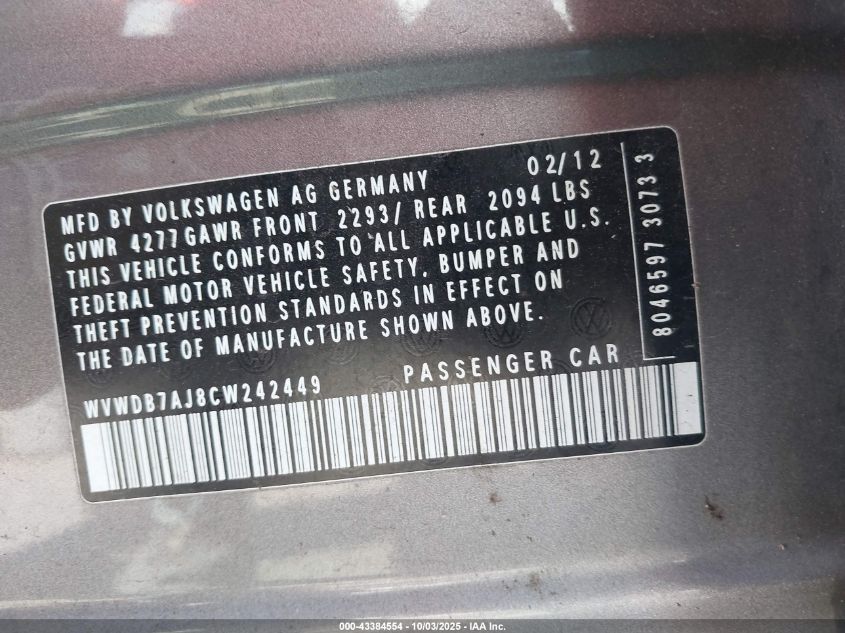 MFD BY VOLKSWAGEN AG GERMANY 02/12
GVWR 4277 GAWR FRONT 2293/ REAR 2094 LBS
THIS VEHICLE CONFORMS TO ALL APPLICABLE U.S.
FEDERAL MOTOR VEHICLE SAFETY, BUMPER AND
THEFT PREVENTION STANDARDS IN EFFECT ON
THE DATE OF MANUFACTURE SHOWN ABOVE.
WVWDB7AJ8CW242449 PASSENGER CAR
8046597 3073 3
000-43384554 | 10/03/2025 | IAA Inc.